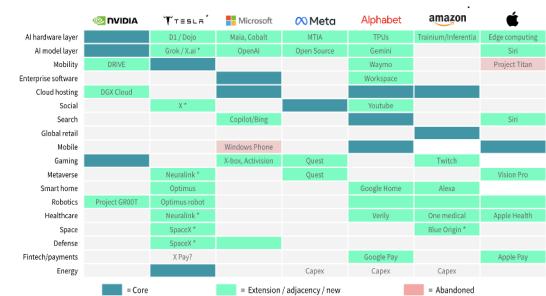 NVIDIA TESLA Microsoft Meta Alphabet amazon
AI hardware layer D1 / Dojo Maia, Cobalt MTIA TPUs Trainium/Inferentia Edge computing
AI model layer Grok / X.ai * OpenAI Open Source Gemini Siri
Mobility DRIVE Waymo Project Titan
Enterprise software Workspace
Cloud hosting DGX Cloud
Social X * Youtube
Search Copilot/Bing Siri
Global retail
Mobile Windows Phone
Gaming X-box, Activision Quest Twitch
Metaverse Neuralink * Quest Vision Pro
Smart home Optimus Google Home Alexa
Robotics Project GR00T Optimus robot
Healthcare Neuralink * Verily One medical Apple Health
Space SpaceX * Blue Origin *
Defense SpaceX *
Fintech/payments X Pay? Google Pay Apple Pay
Energy Capex Capex Capex
= Core = Extension / adjacency / new = Abandoned